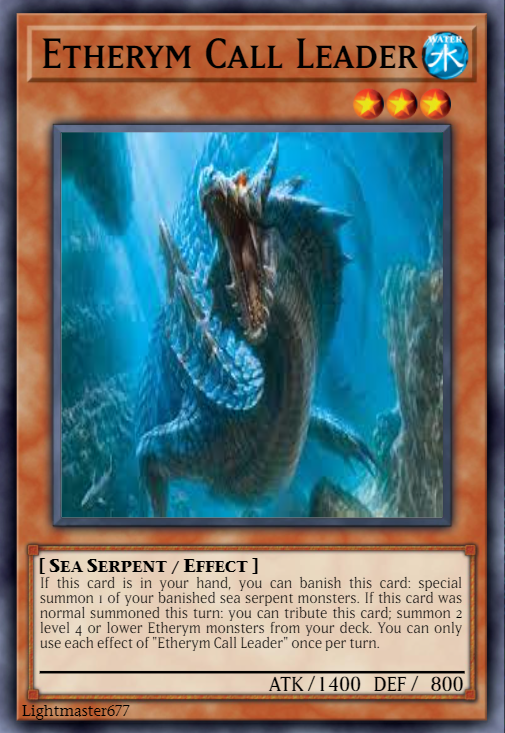 Etherym Call Leader
WATER
水
[ Sea Serpent / Effect ]
If this card is in your hand, you can banish this card: special
summon 1 of your banished sea serpent monsters. If this card was
normal summoned this turn: you can tribute this card; summon 2
level 4 or lower Etherym monsters from your deck. You can only
use each effect of "Etherym Call Leader" once per turn.
ATK / 1400 DEF / 800
Lightmaster677